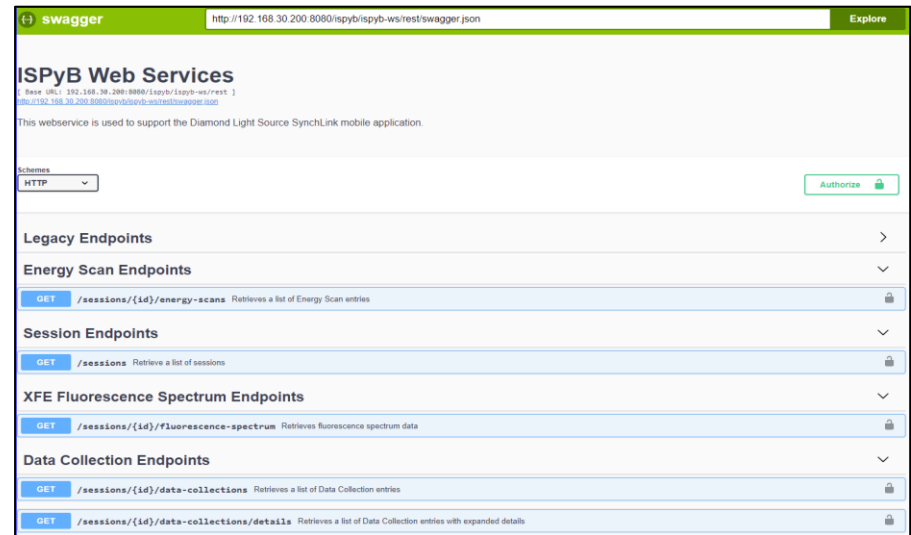 swagger
http://192.168.30.200:8080/ispyb/ispyb-ws/rest/swagger.json
Explore
ISPyB Web Services
[ Base URL: 192.168.30.200:8080/ispyb/ispyb-ws/rest ]
http://192.168.30.200:8080/ispyb/ispyb-ws/rest/swagger.json
This webservice is used to support the Diamond Light Source SynchLink mobile application.
Schemes
HTTP
Authorize
Legacy Endpoints
Energy Scan Endpoints
GET /sessions/{id}/energy-scans Retrieves a list of Energy Scan entries
Session Endpoints
GET /sessions Retrieve a list of sessions
XFE Fluorescence Spectrum Endpoints
GET /sessions/{id}/fluorescence-spectrum Retrieves fluorescence spectrum data
Data Collection Endpoints
GET /sessions/{id}/data-collections Retrieves a list of Data Collection entries
GET /sessions/{id}/data-collections/details Retrieves a list of Data Collection entries with expanded details